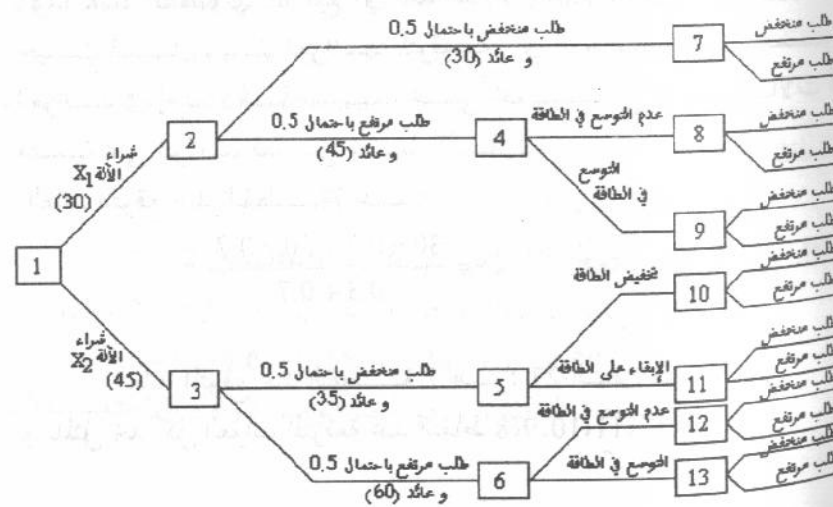 طلب منخفض باحتمال 0.5
و عائد (30)
7
طلب منخفض
طلب مرتفع
شراء
الآلة X1
(30)
2
طلب مرتفع باحتمال 0.5
و عائد (45)
4
عدم التوسع في الطاقة
8
طلب منخفض
طلب مرتفع
التوسع
في الطاقة
9
طلب منخفض
طلب مرتفع
1
تخفيض الطاقة
10
طلب منخفض
طلب مرتفع
شراء
الآلة X2
(45)
3
طلب منخفض باحتمال 0.5
و عائد (35)
5
الإبقاء على الطاقة
11
طلب منخفض
طلب مرتفع
عدم التوسع في الطاقة
12
طلب منخفض
طلب مرتفع
طلب مرتفع باحتمال 0.5
و عائد (60)
6
التوسع في الطاقة
13
طلب منخفض
طلب مرتفع